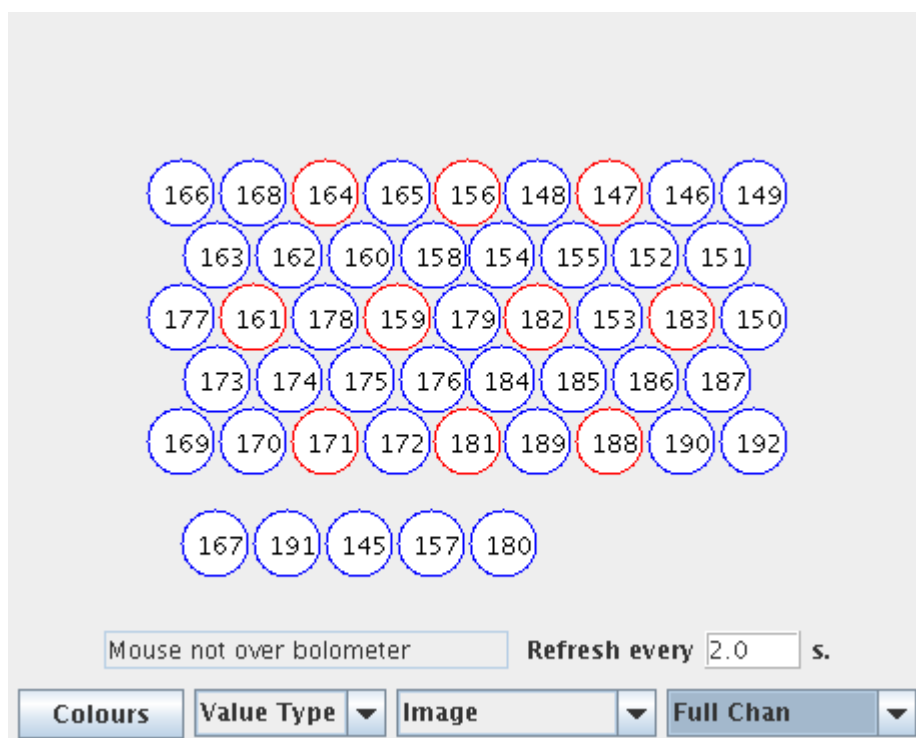 166 168 164 165 156 148 147 146 149
163 162 160 158 154 155 152 151
177 161 178 159 179 182 153 183 150
173 174 175 176 184 185 186 187
169 170 171 172 181 189 188 190 192
167 191 145 157 180
Mouse not over bolometer Refresh every 2.0 s.
Colours Value Type Image Full Chan